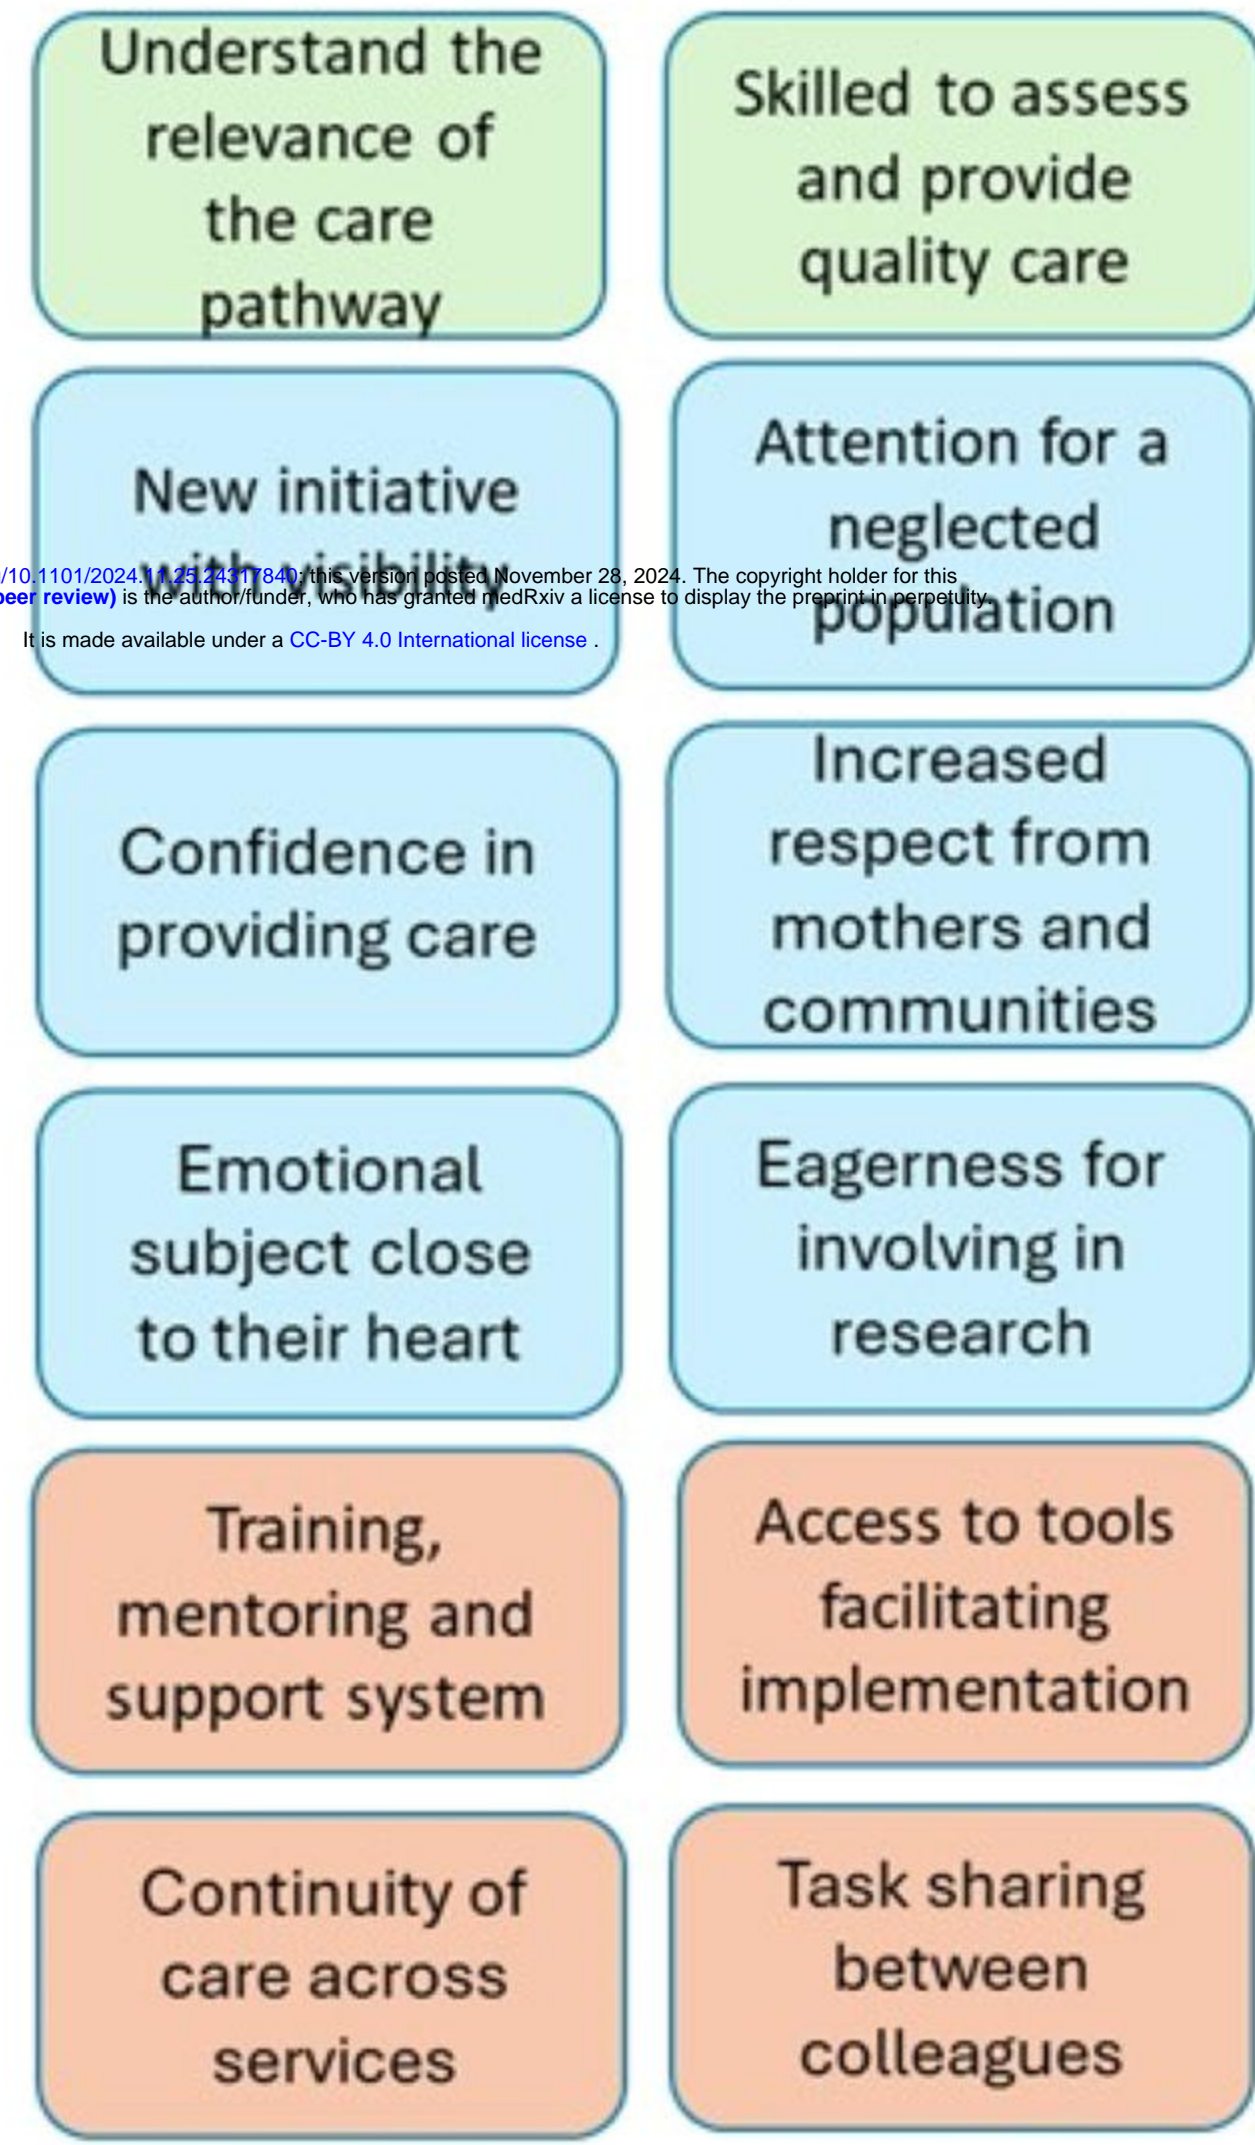 Understand the
relevance of
the care
pathway
Skilled to assess
and provide
quality care
New initiative
with visibility
Attention for a
neglected
population
/10.1101/2024.11.25.24317840; this version posted November 28, 2024. The copyright holder for this
peer review) is the author/funder, who has granted medRxiv a license to display the preprint in perpetuity.
It is made available under a CC-BY 4.0 International license .
Confidence in
providing care
Increased
respect from
mothers and
communities
Emotional
subject close
to their heart
Eagerness for
involving in
research
Training,
mentoring and
support system
Access to tools
facilitating
implementation
Continuity of
care across
services
Task sharing
between
colleagues